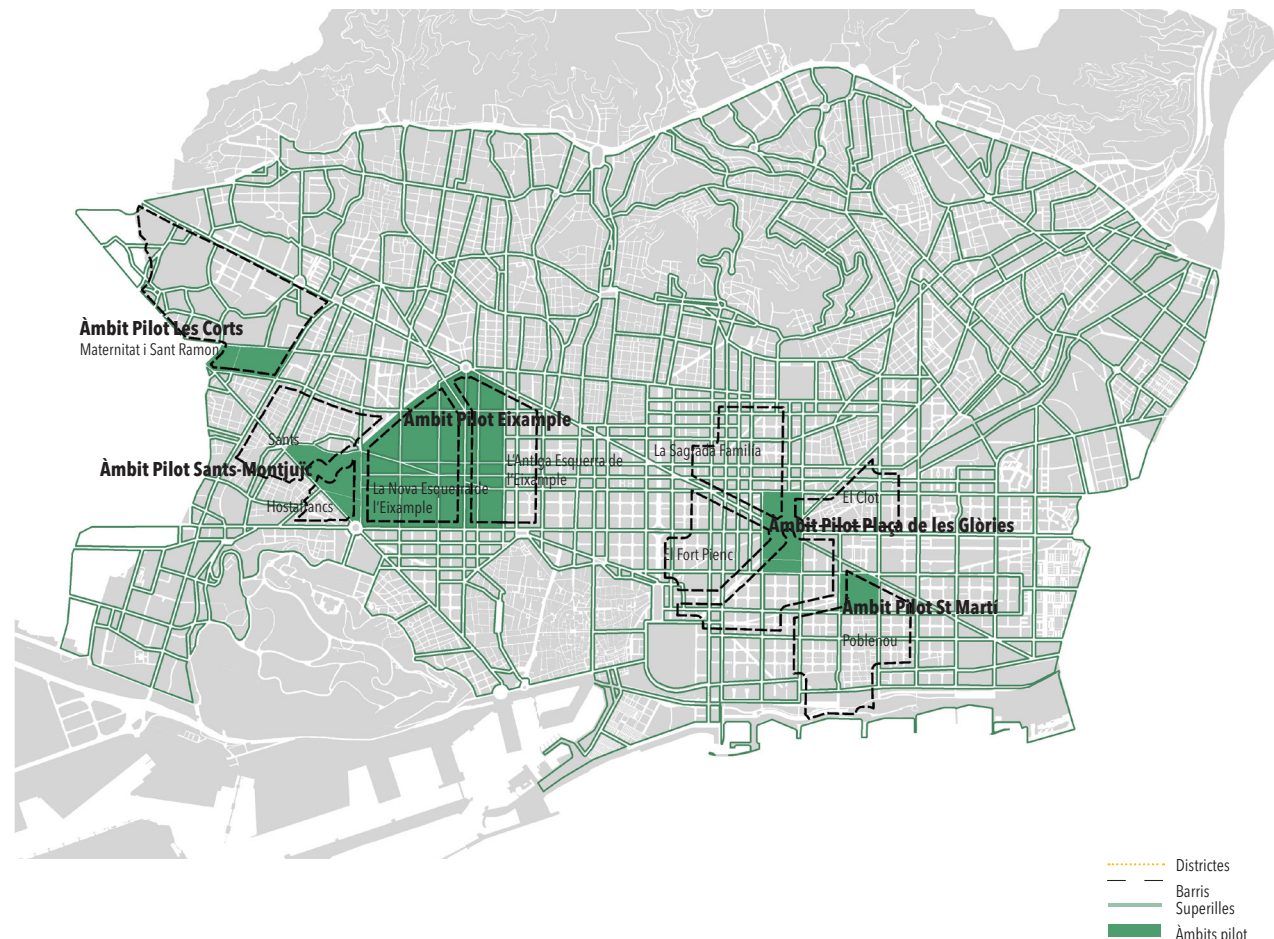 Àmbit Pilot Les Corts
Maternitat i Sant Ramon
Àmbit Pilot Eixample
Sants
La Sagrada Família
L'Antiga Esquerra de
l'Eixample
Àmbit Pilot Sants-Montjuïc
La Nova Esquerra de
l'Eixample
Hostafrancs
El Clot
Àmbit Pilot Plaça de les Glòries
El Fort Pienc
Àmbit Pilot St Martí
Poblenou
Districtes
Barris
Superilles
Àmbits pilot